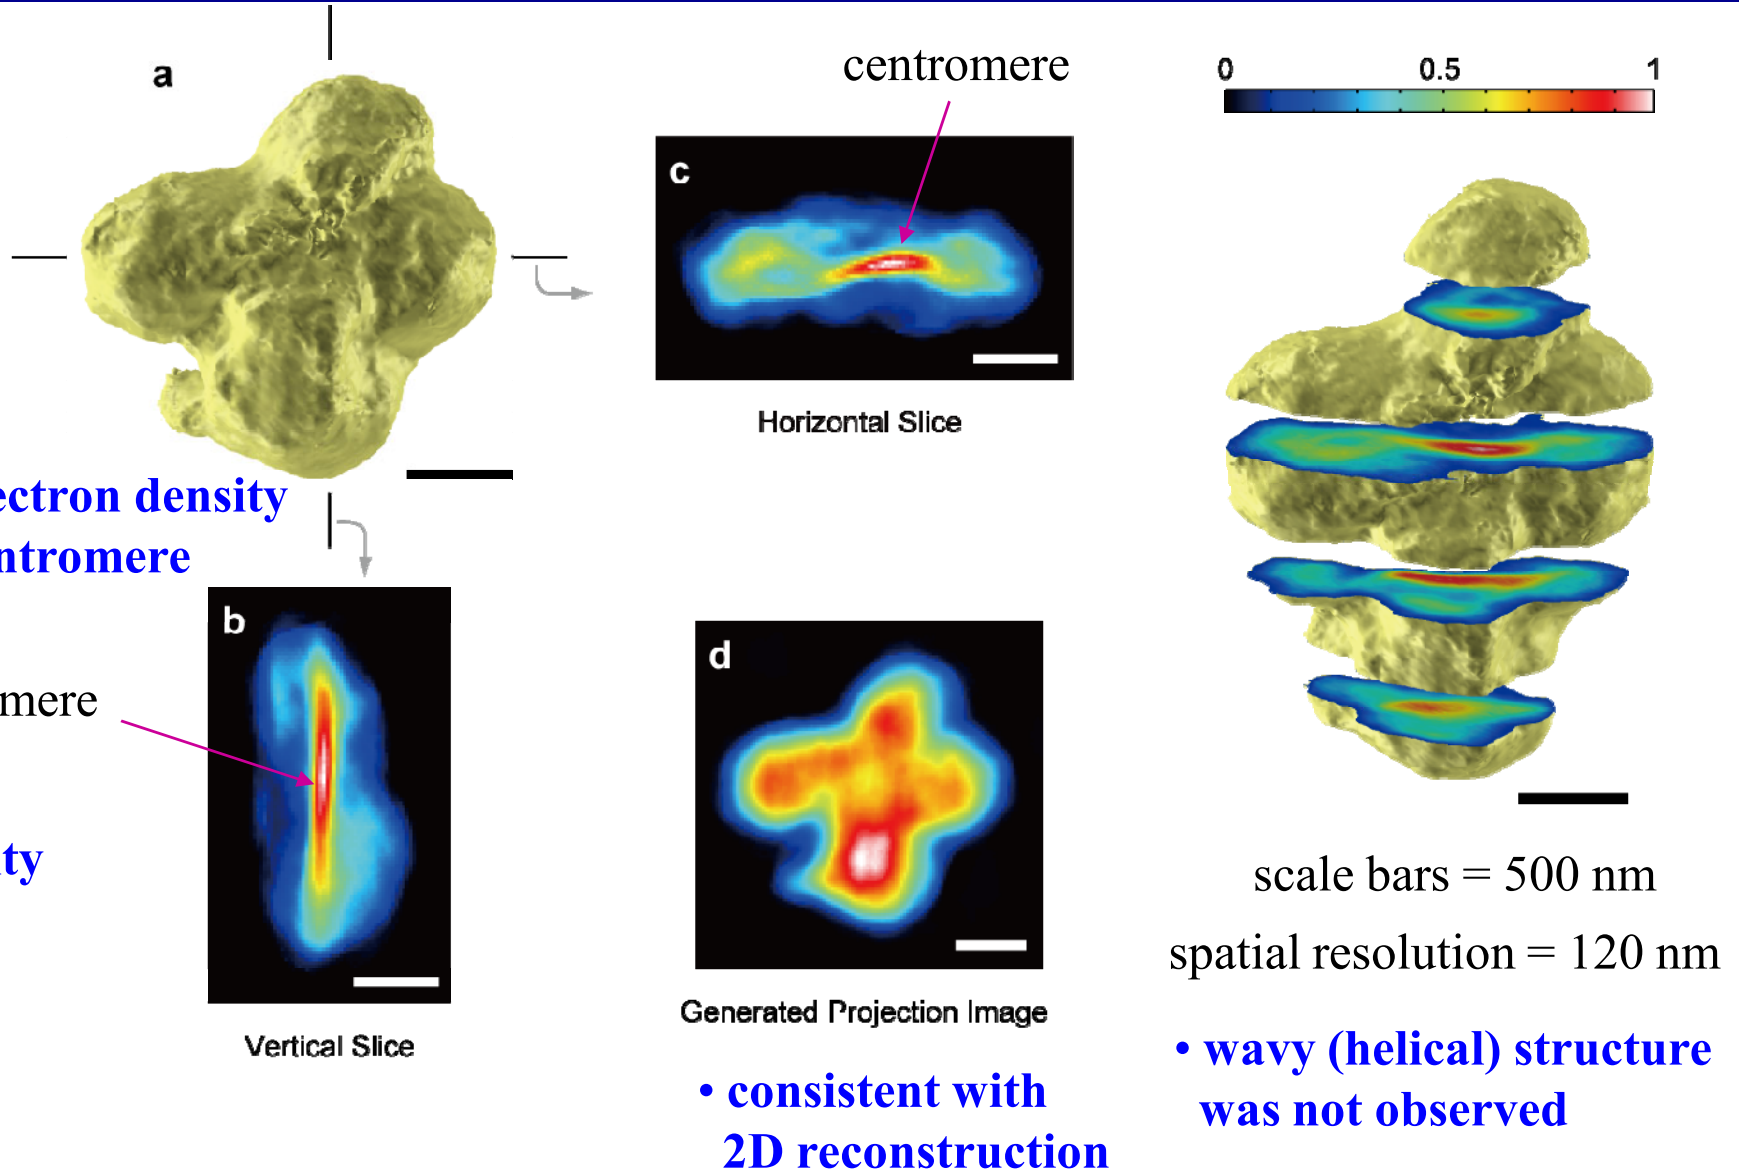 a
centromere
0 0.5 1
c
Horizontal Slice
ectron density
ntromere
b
mere
ity
Vertical Slice
d
Generated Projection Image
• consistent with
2D reconstruction
scale bars = 500 nm
spatial resolution = 120 nm
• wavy (helical) structure
was not observed